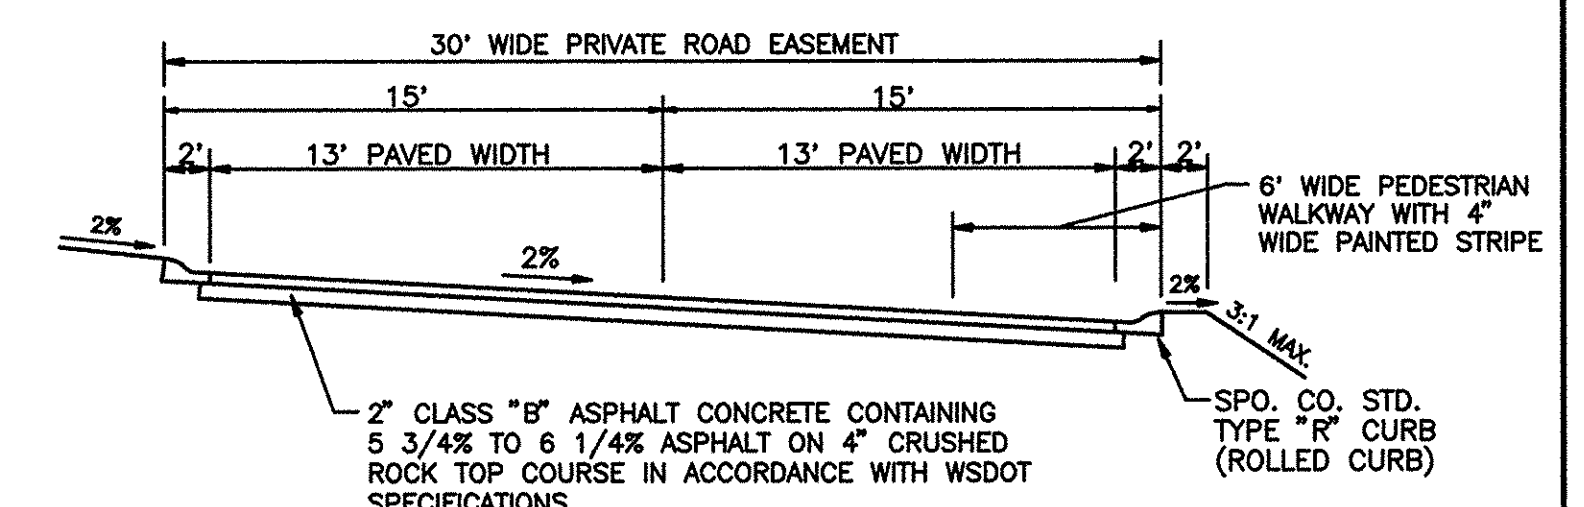 30' WIDE PRIVATE ROAD EASEMENT
15' 15'
2' 13' PAVED WIDTH 13' PAVED WIDTH 2' 2'
6' WIDE PEDESTRIAN
WALKWAY WITH 4"
WIDE PAINTED STRIPE
2%
2%
2%
3:1 MAX.
2" CLASS "B" ASPHALT CONCRETE CONTAINING
5 3/4% TO 6 1/4% ASPHALT ON 4" CRUSHED
ROCK TOP COURSE IN ACCORDANCE WITH WSDOT
SPECIFICATIONS
SPO. CO. STD.
TYPE "R" CURB
(ROLLED CURB)